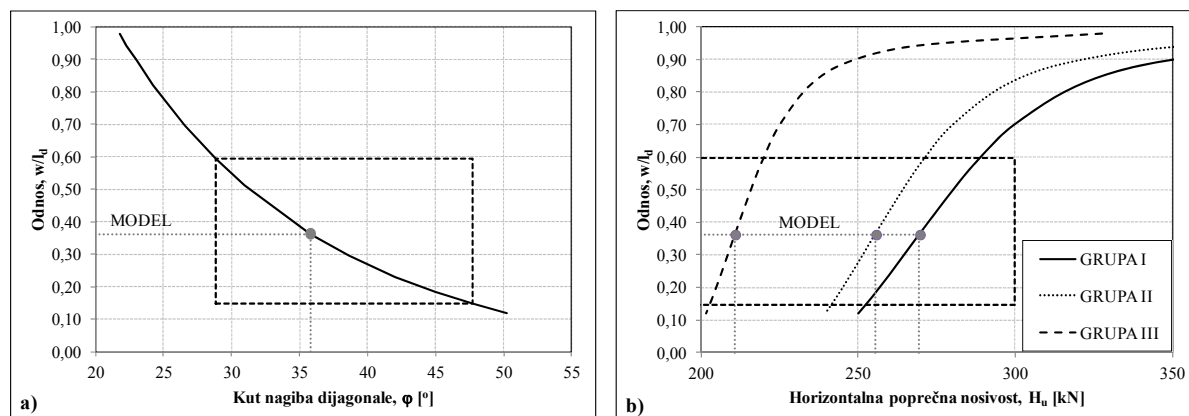 1,00
0,90
0,80
0,70
0,60
0,50
0,40
0,30
0,20
0,10
0,00
Odnos, w/l_d
MODEL
20 25 30 35 40 45 50 55
Kut nagiba dijagonale, φ [°]
a)
1,00
0,90
0,80
0,70
0,60
0,50
0,40
0,30
0,20
0,10
0,00
Odnos, w/l_d
MODEL
GRUPA I
GRUPA II
GRUPA III
200 250 300 350
Horizontalna poprečna nosivost, H_u [kN]
b)